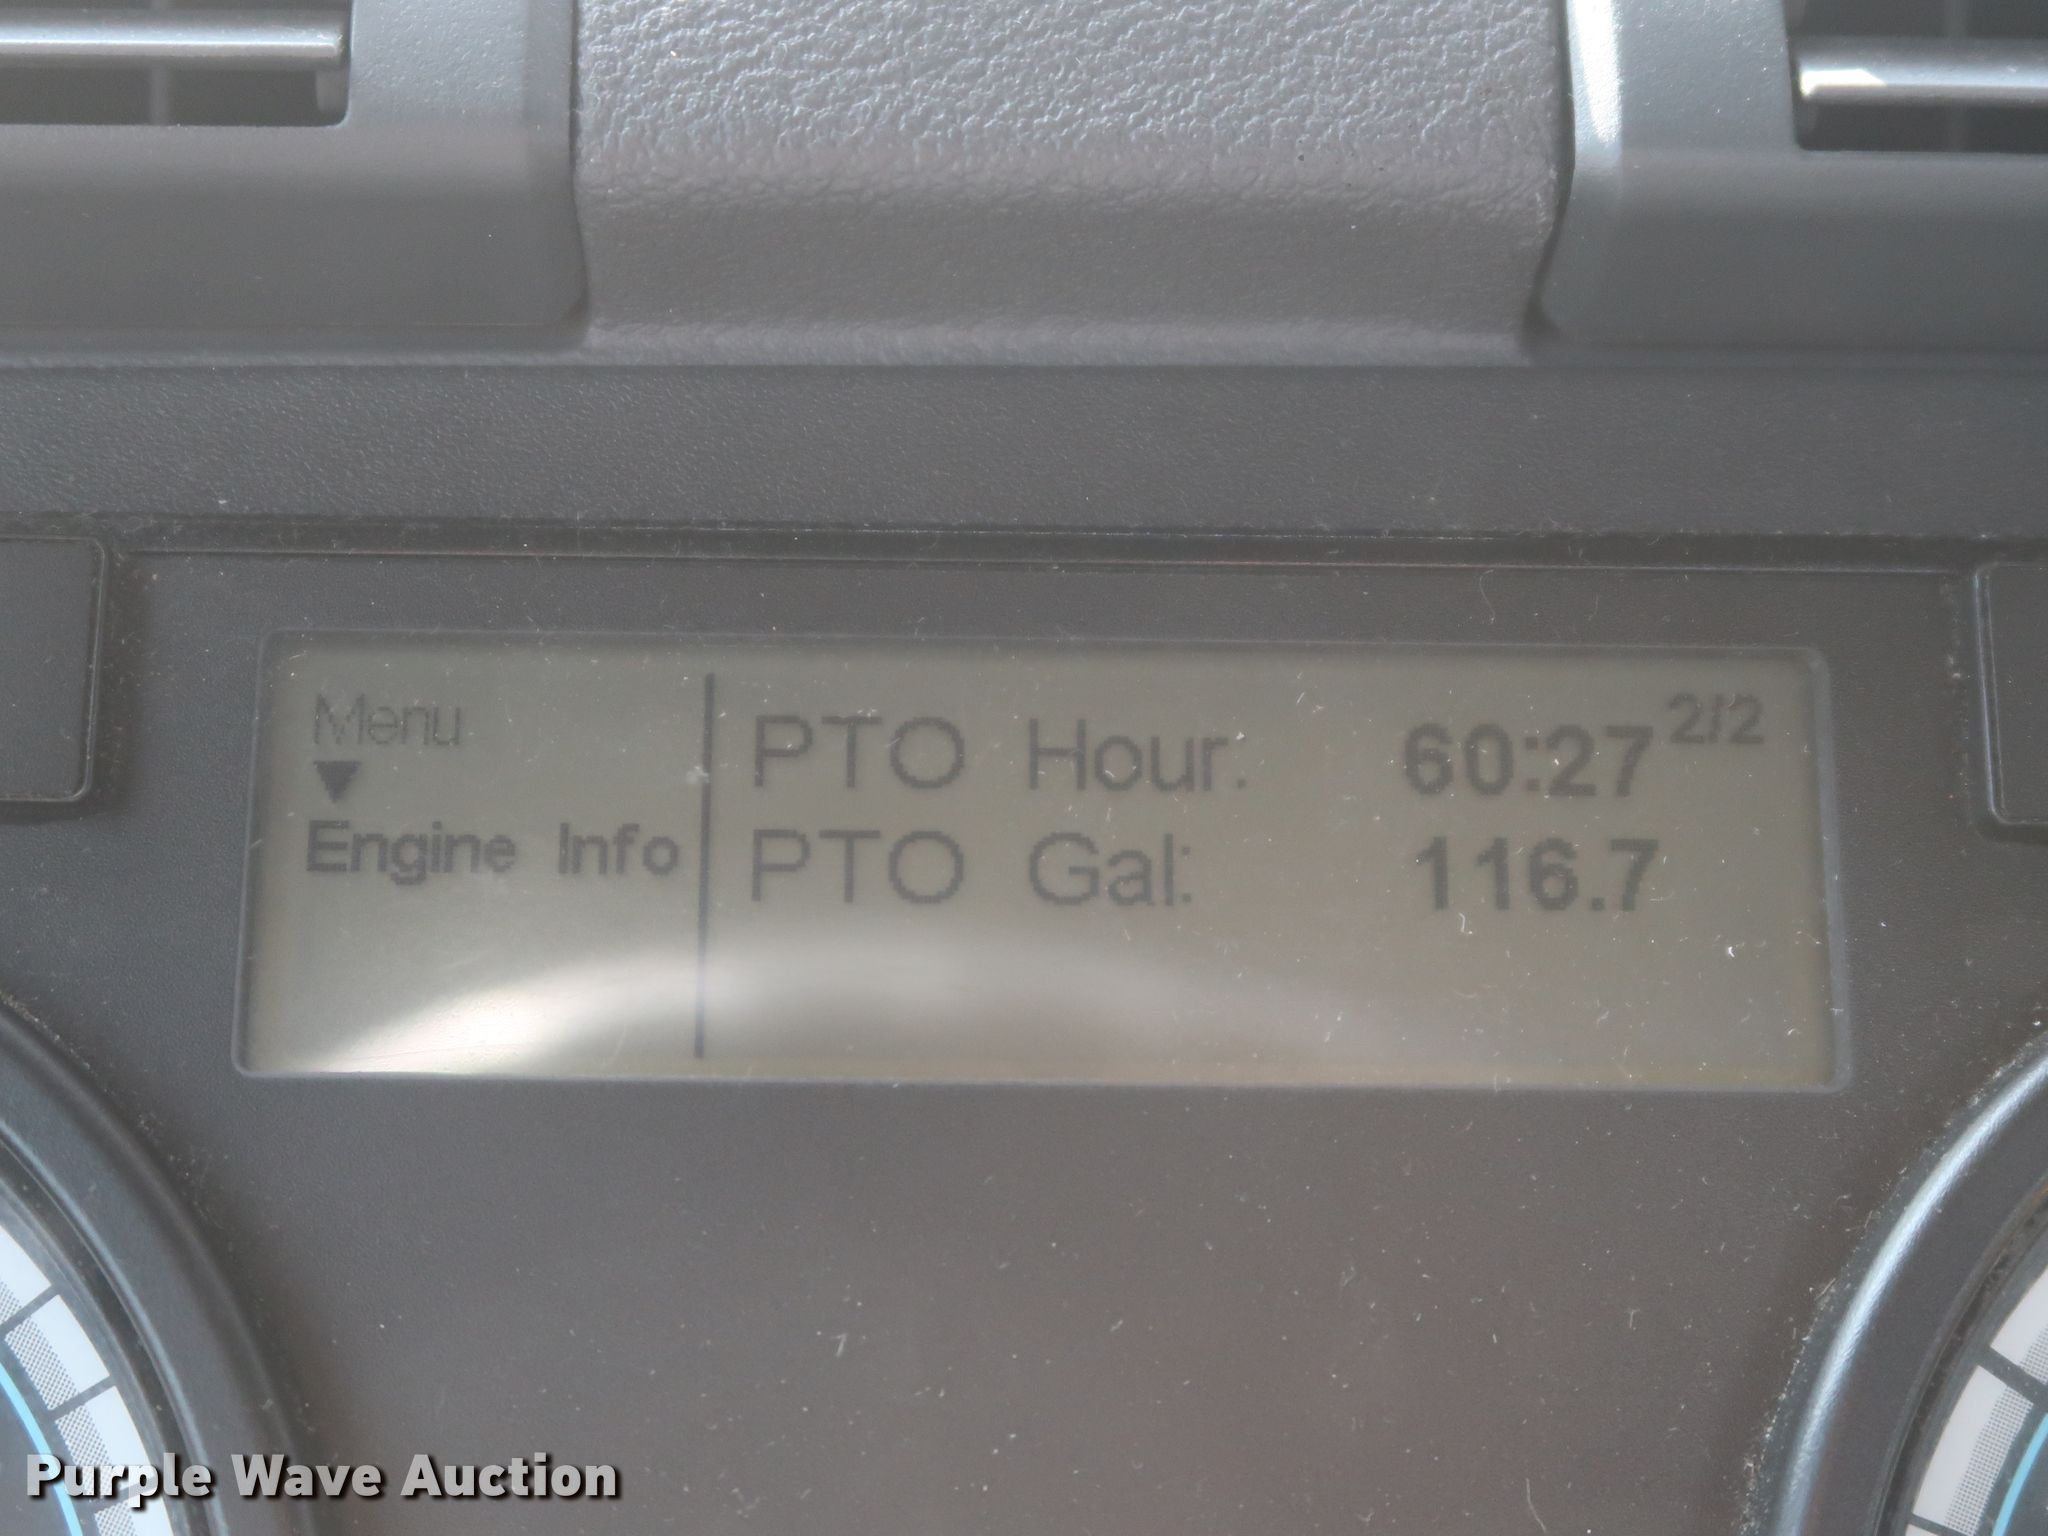 Menu
▼
Engine Info
PTO Hour: 60:27 2/2
PTO Gal: 116.7
Purple Wave Auction